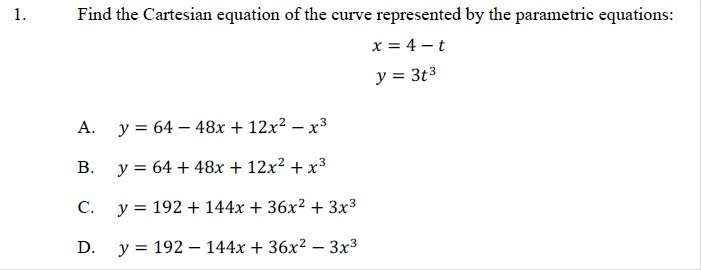 1. Find the Cartesian equation of the curve represented by the parametric equations:
x = 4 – t
y = 3t³
A. y = 64 – 48x + 12x² – x³
B. y = 64 + 48x + 12x² + x³
C. y = 192 + 144x + 36x² + 3x³
D. y = 192 – 144x + 36x² – 3x³